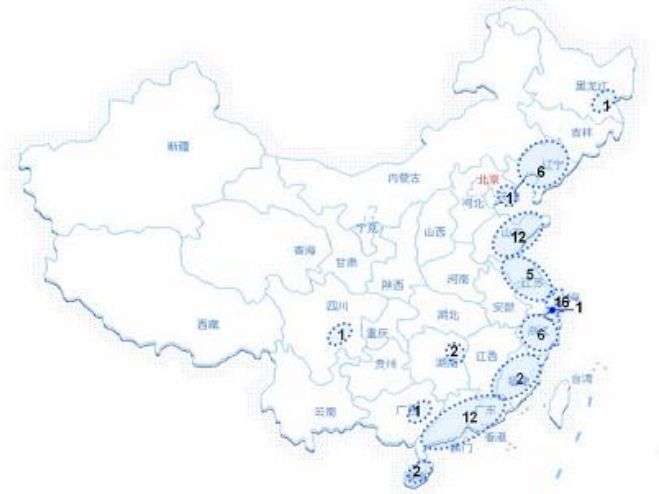 黑龙江
1
吉林
新疆
辽宁
6
内蒙古
北京
1
河北
宁夏
山西
12
青海
甘肃
5
江苏
陕西
河南
安徽
16
1
四川
湖北
1
重庆
6
2
湖南
江西
西藏
贵州
2
台湾
云南
广西
1
广东
12
香港
澳门
2